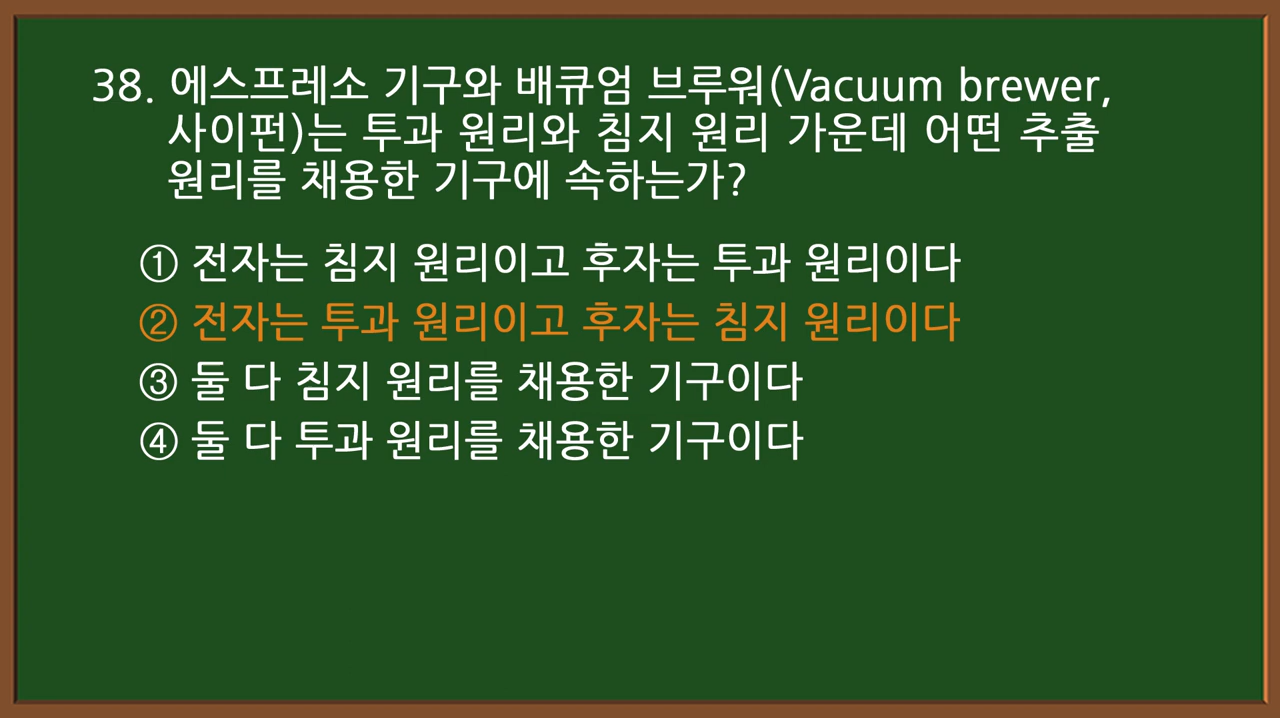 38. 에스프레소 기구와 배큐엄 브루워(Vacuum brewer,
사이펀)는 투과 원리와 침지 원리 가운데 어떤 추출
원리를 채용한 기구에 속하는가?
① 전자는 침지 원리이고 후자는 투과 원리이다
② 전자는 투과 원리이고 후자는 침지 원리이다
③ 둘 다 침지 원리를 채용한 기구이다
④ 둘 다 투과 원리를 채용한 기구이다